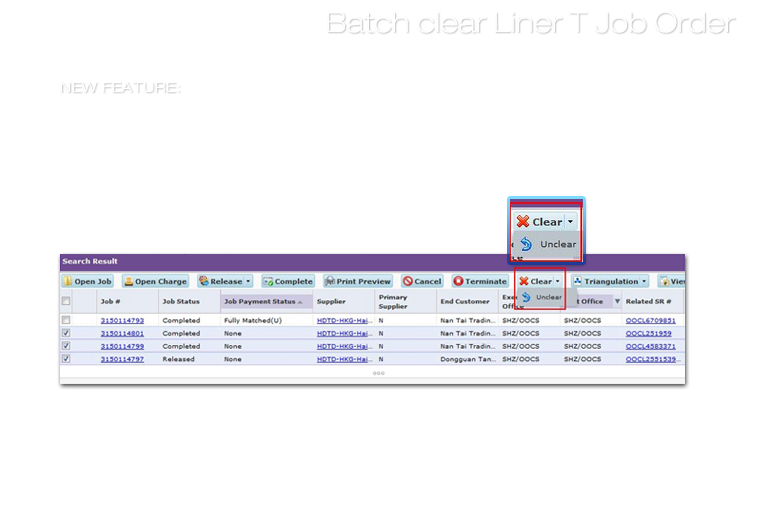 Batch clear Liner T Job Order
NEW FEATURE:
Clear
Unclear
Search Result
Open Job Open Charge Release Complete Print Preview Cancel Terminate Clear Triangulation View
Unclear
Job # Job Status Job Payment Status Supplier Primary Supplier End Customer Office t Office Related SR #
3150114793 Completed Fully Matched(U) HDTD-HKG-Hai... N Nan Tai Tradin... SHZ/OOCS SHZ/OOCS OOCL6709851
3150114801 Completed None HDTD-HKG-Hai... N Nan Tai Tradin... SHZ/OOCS SHZ/OOCS OOCL251959
3150114799 Completed None HDTD-HKG-Hai... N Nan Tai Tradin... SHZ/OOCS SHZ/OOCS OOCL4583371
3150114797 Released None HDTD-HKG-Hai... N Dongguan Tan... SHZ/OOCS SHZ/OOCS OOCL2551539...